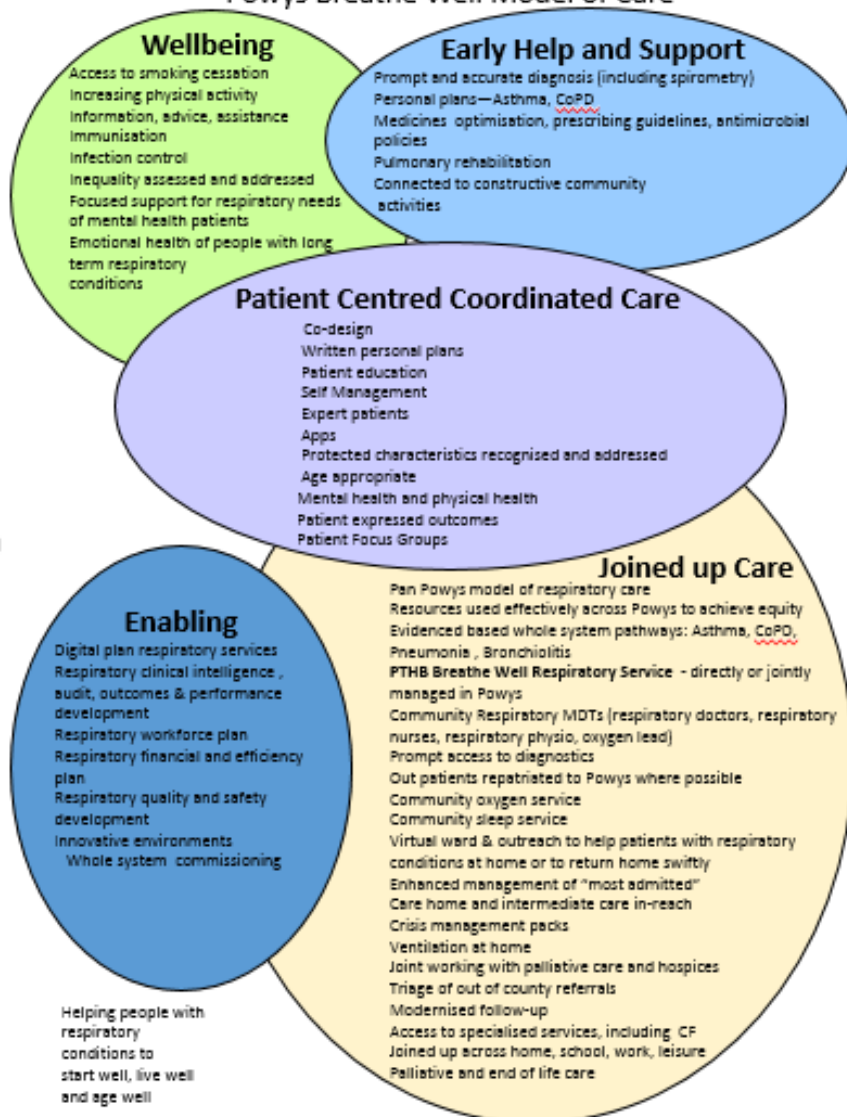 Powys Breathe Well Model of Care
Wellbeing
Access to smoking cessation
Increasing physical activity
Information, advice, assistance
Immunisation
Infection control
Inequality assessed and addressed
Focused support for respiratory needs
of mental health patients
Emotional health of people with long
term respiratory
conditions
Early Help and Support
Prompt and accurate diagnosis (including spirometry)
Personal plans—Asthma, CoPD
Medicines optimisation, prescribing guidelines, antimicrobial
policies
Pulmonary rehabilitation
Connected to constructive community
activities
Patient Centred Coordinated Care
Co-design
Written personal plans
Patient education
Self Management
Expert patients
Apps
Protected characteristics recognised and addressed
Age appropriate
Mental health and physical health
Patient expressed outcomes
Patient Focus Groups
Joined up Care
Pan Powys model of respiratory care
Resources used effectively across Powys to achieve equity
Evidenced based whole system pathways: Asthma, CoPD,
Pneumonia , Bronchiolitis
PTHB Breathe Well Respiratory Service - directly or jointly
managed in Powys
Community Respiratory MDTs (respiratory doctors, respiratory
nurses, respiratory physio, oxygen lead)
Prompt access to diagnostics
Out patients repatriated to Powys where possible
Community oxygen service
Community sleep service
Virtual ward & outreach to help patients with respiratory
conditions at home or to return home swiftly
Enhanced management of "most admitted"
Care home and intermediate care in-reach
Crisis management packs
Ventilation at home
Joint working with palliative care and hospices
Triage of out of county referrals
Modernised follow-up
Access to specialised services, including CF
Joined up across home, school, work, leisure
Palliative and end of life care
Enabling
Digital plan respiratory services
Respiratory clinical intelligence ,
audit, outcomes & performance
development
Respiratory workforce plan
Respiratory financial and efficiency
plan
Respiratory quality and safety
development
Innovative environments
Whole system commissioning
Helping people with
respiratory
conditions to
start well, live well
and age well